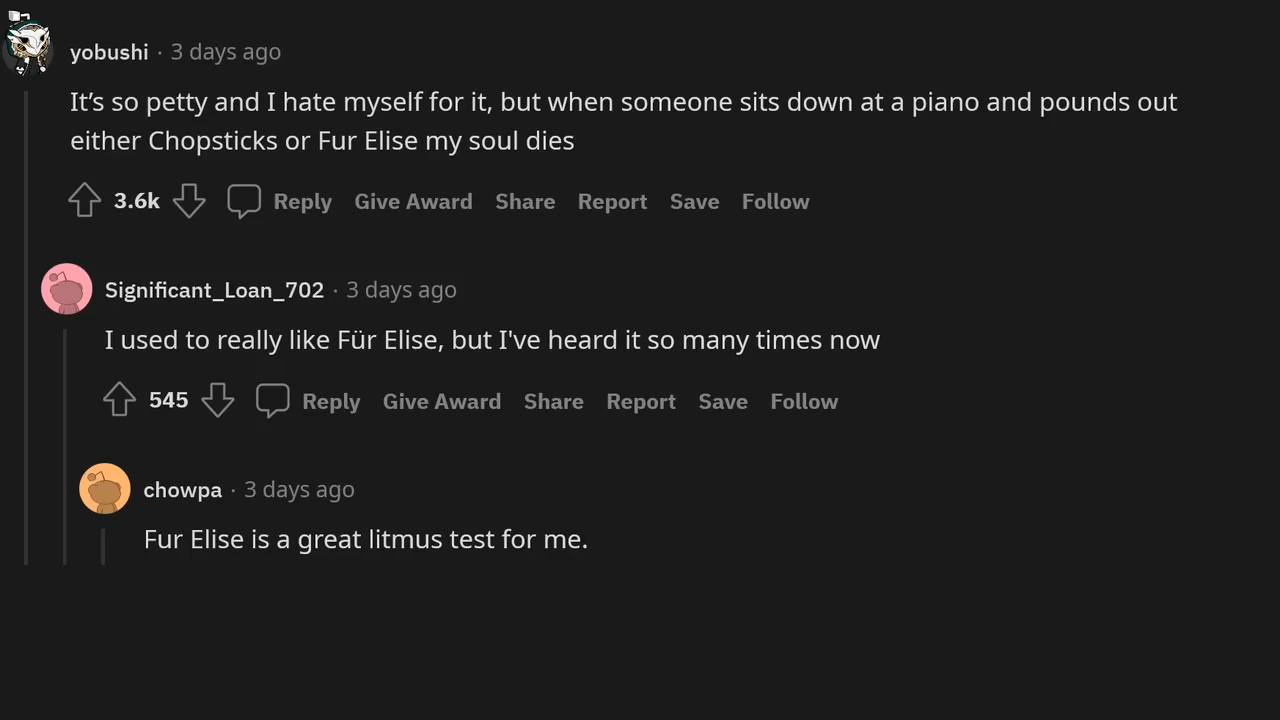 yobushi · 3 days ago
It’s so petty and I hate myself for it, but when someone sits down at a piano and pounds out
either Chopsticks or Fur Elise my soul dies
3.6k Reply Give Award Share Report Save Follow
Significant_Loan_702 · 3 days ago
I used to really like Für Elise, but I've heard it so many times now
545 Reply Give Award Share Report Save Follow
chowpa · 3 days ago
Fur Elise is a great litmus test for me.